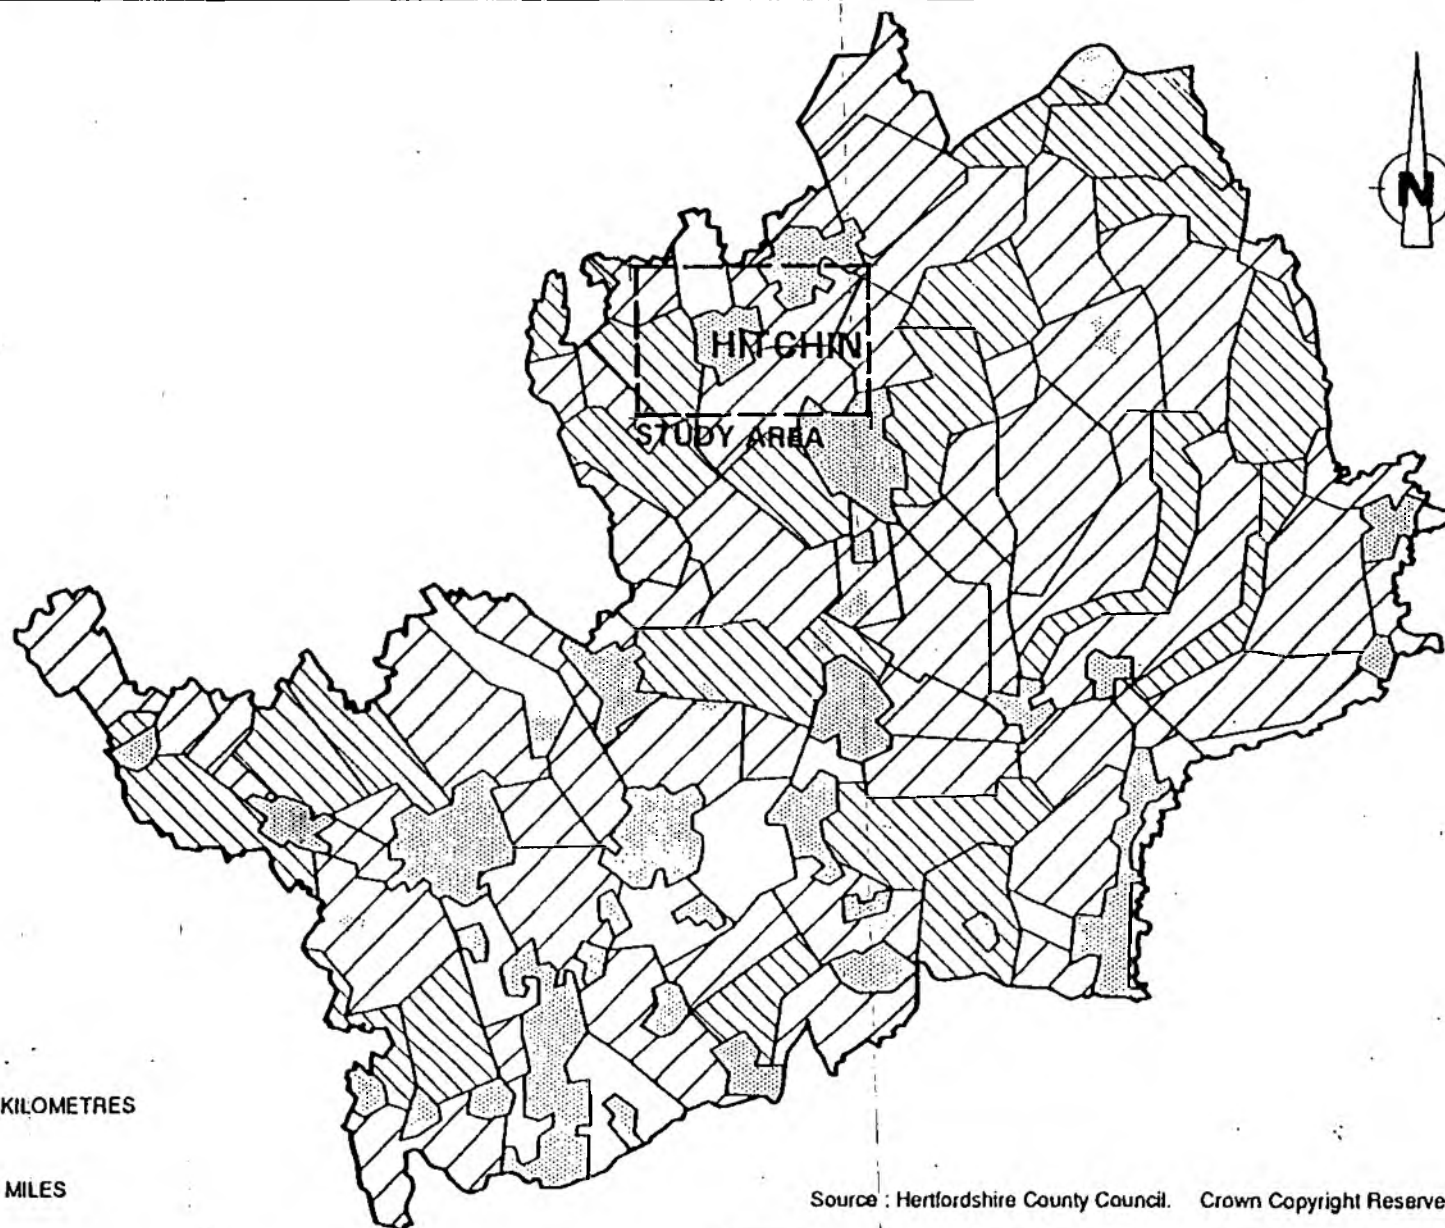 N
HITCHIN
STUDY AREA
KILOMETRES
MILES
Source : Hertfordshire County Council. Crown Copyright Reserve